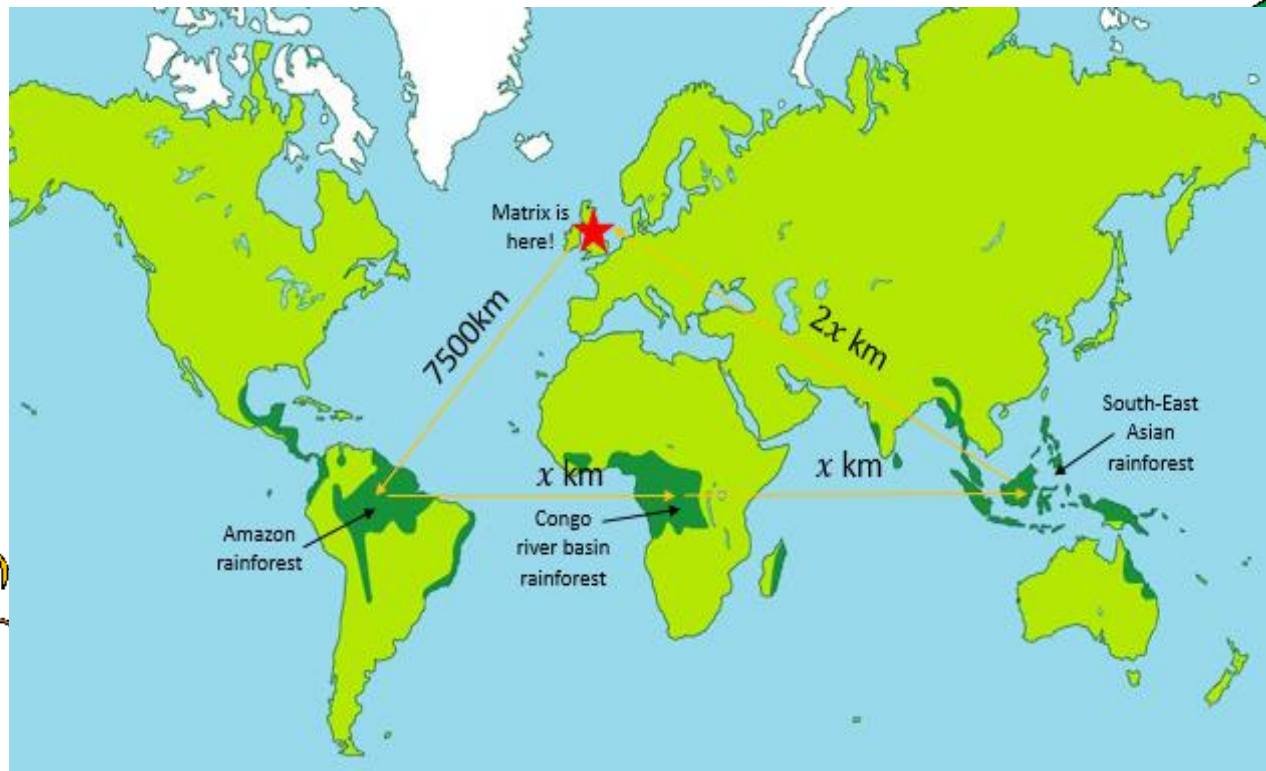 Matrix is
here!
7500km
2x km
South-East
Asian
rainforest
x km
x km
Amazon
rainforest
Congo
river basin
rainforest